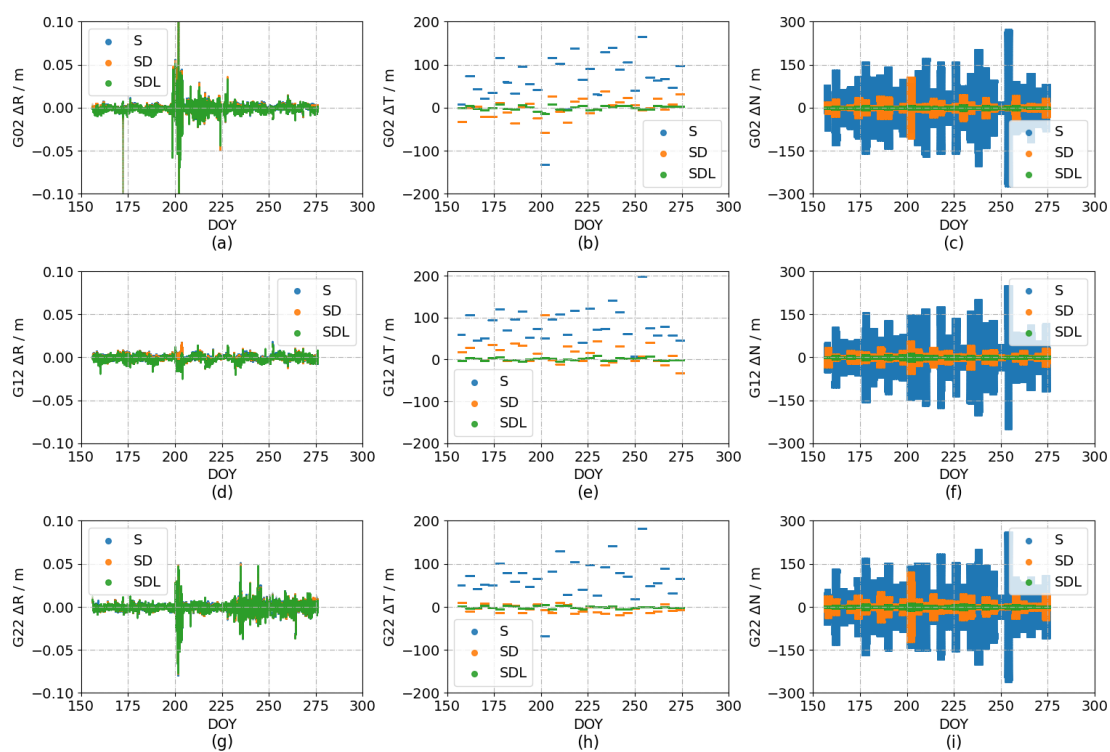 0.10
0.05
0.00
−0.05
−0.10
G02 ΔR / m
S
SD
SDL
150 175 200 225 250 275 300
DOY
(a)
200
100
0
−100
−200
G02 ΔT / m
S
SD
SDL
150 175 200 225 250 275 300
DOY
(b)
300
150
0
−150
−300
G02 ΔN / m
S
SD
SDL
150 175 200 225 250 275 300
DOY
(c)
0.10
0.05
0.00
−0.05
−0.10
G12 ΔR / m
S
SD
SDL
150 175 200 225 250 275 300
DOY
(d)
200
100
0
−100
−200
G12 ΔT / m
S
SD
SDL
150 175 200 225 250 275 300
DOY
(e)
300
150
0
−150
−300
G12 ΔN / m
S
SD
SDL
150 175 200 225 250 275 300
DOY
(f)
0.10
0.05
0.00
−0.05
−0.10
G22 ΔR / m
S
SD
SDL
150 175 200 225 250 275 300
DOY
(g)
200
100
0
−100
−200
G22 ΔT / m
S
SD
SDL
150 175 200 225 250 275 300
DOY
(h)
300
150
0
−150
−300
G22 ΔN / m
S
SD
SDL
150 175 200 225 250 275 300
DOY
(i)